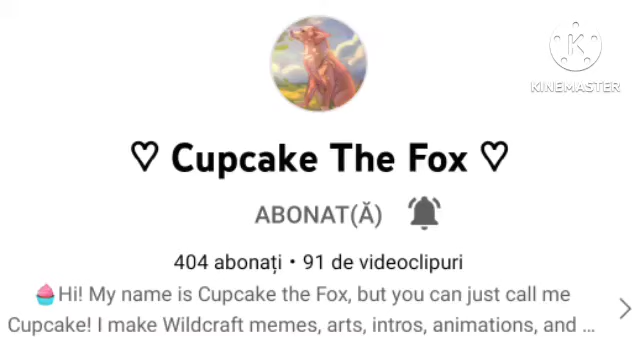 KINEMASTER
♡ Cupcake The Fox ♡
ABONAT(Ă)
404 abonați • 91 de videoclipuri
🧁Hi! My name is Cupcake the Fox, but you can just call me
Cupcake! I make Wildcraft memes, arts, intros, animations, and ...